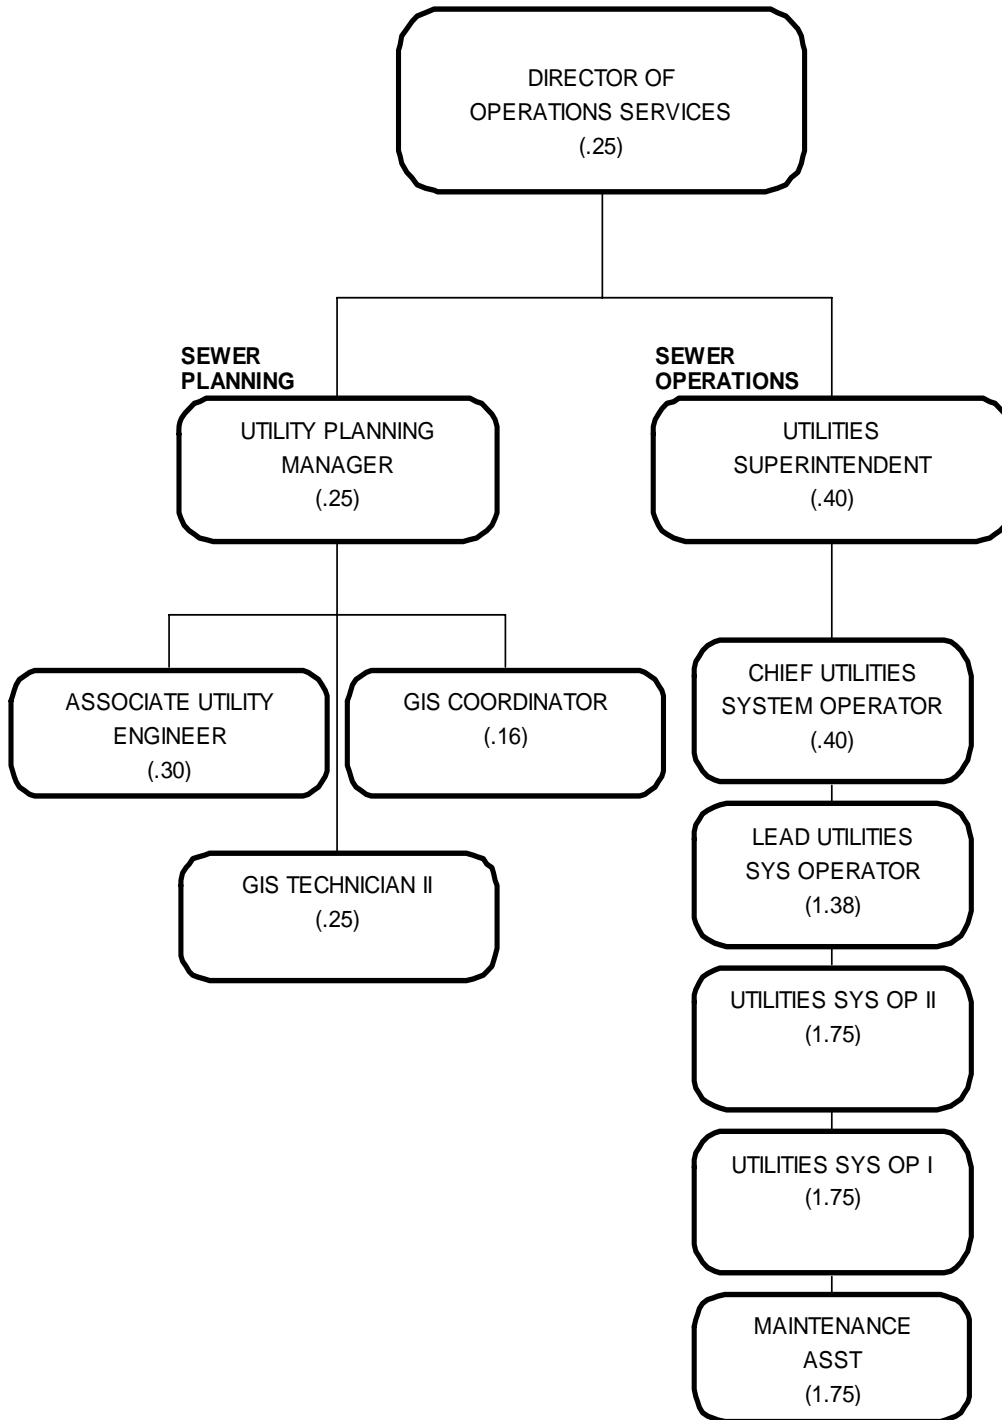 DIRECTOR OF
OPERATIONS SERVICES
(.25)
SEWER
PLANNING
UTILITY PLANNING
MANAGER
(.25)
ASSOCIATE UTILITY
ENGINEER
(.30)
GIS COORDINATOR
(.16)
GIS TECHNICIAN II
(.25)
SEWER
OPERATIONS
UTILITIES
SUPERINTENDENT
(.40)
CHIEF UTILITIES
SYSTEM OPERATOR
(.40)
LEAD UTILITIES
SYS OPERATOR
(1.38)
UTILITIES SYS OP II
(1.75)
UTILITIES SYS OP I
(1.75)
MAINTENANCE
ASST
(1.75)